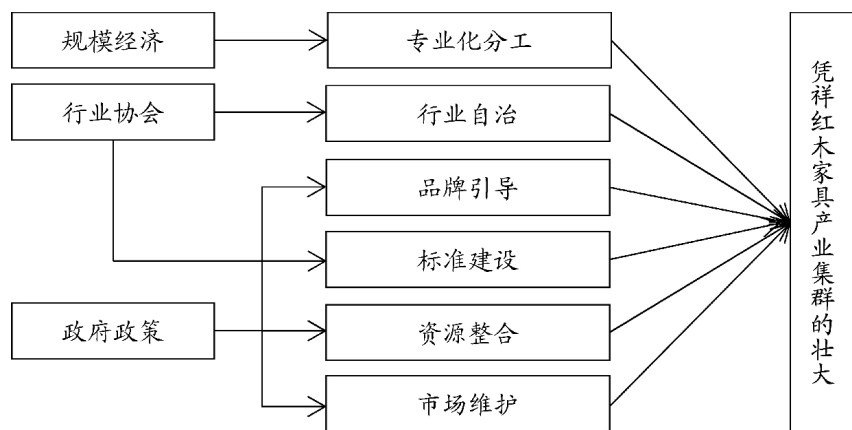 规模经济
专业化分工
行业协会
行业自治
品牌引导
标准建设
政府政策
资源整合
市场维护
凭祥红木家具产业集群的壮大